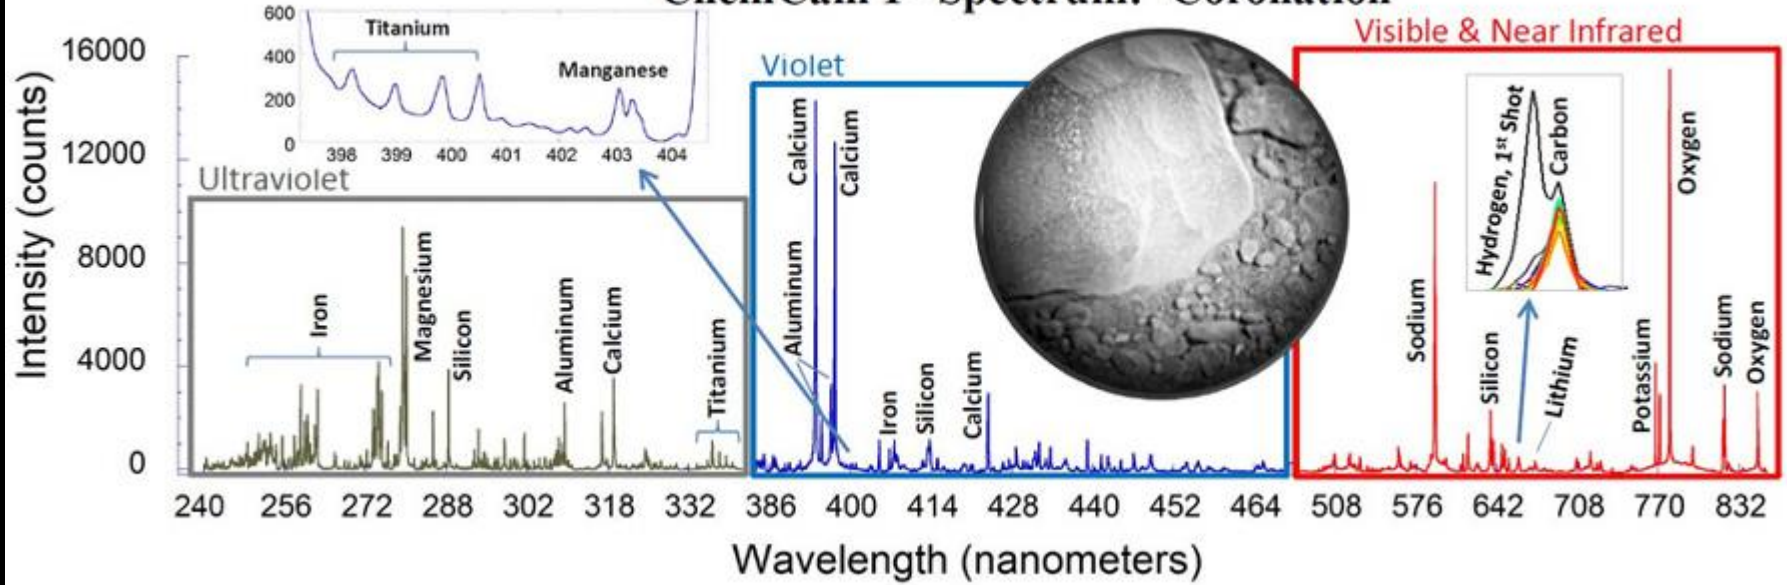 ChemCam 1st Spectrum: "Coronation"
Visible & Near Infrared
Violet
Ultraviolet
Intensity (counts)
16000
12000
8000
4000
0
600
400
200
0
Titanium
Manganese
398 399 400 401 402 403 404
Iron
Magnesium
Silicon
Aluminum
Calcium
Titanium
Calcium
Calcium
Aluminum
Iron
Silicon
Calcium
Sodium
Silicon
Hydrogen, 1st Shot
Carbon
Lithium
Potassium
Oxygen
Sodium
Oxygen
240 256 272 288 302 318 332 386 400 414 428 440 452 464 508 576 642 708 770 832
Wavelength (nanometers)